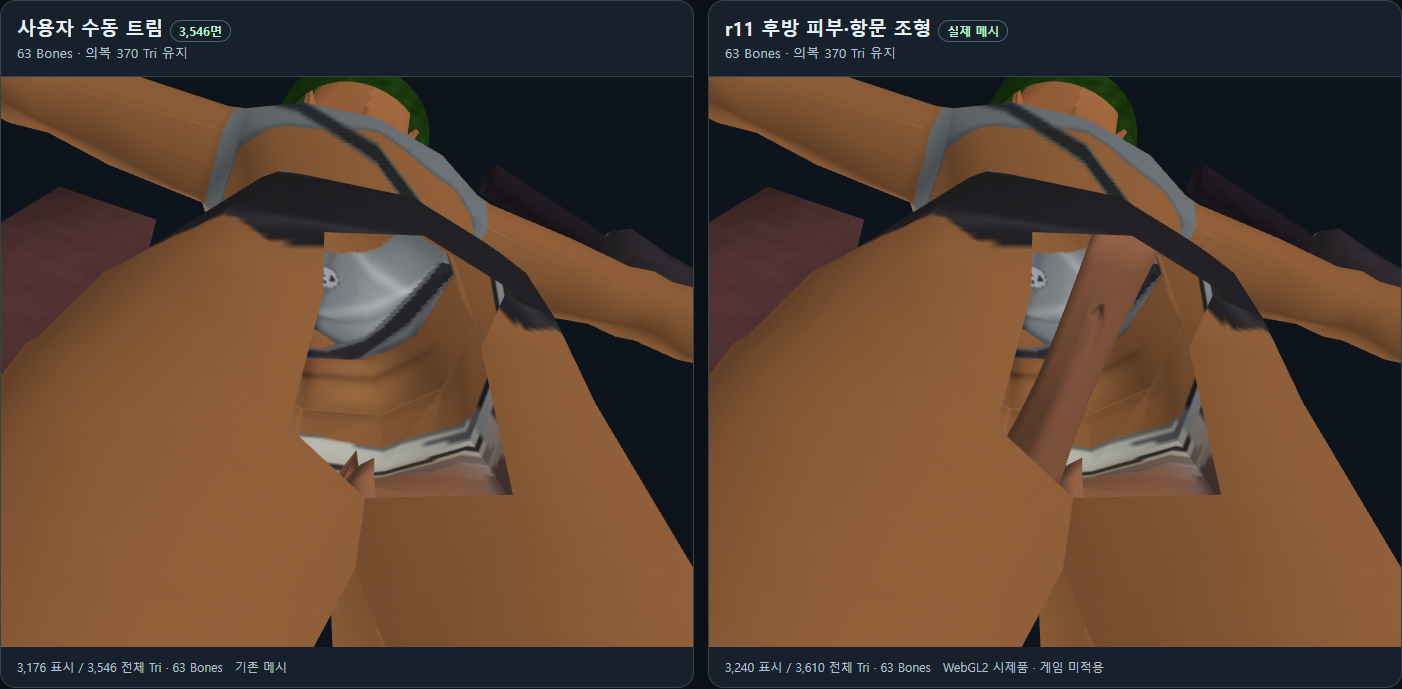 사용자 수동 트림 3,546면
63 Bones · 의복 370 Tri 유지
3,176 표시 / 3,546 전체 Tri · 63 Bones 기존 메시
r11 후방 피부·항문 조형 실제 메시
63 Bones · 의복 370 Tri 유지
3,240 표시 / 3,610 전체 Tri · 63 Bones WebGL2 시제품 · 게임 미적용